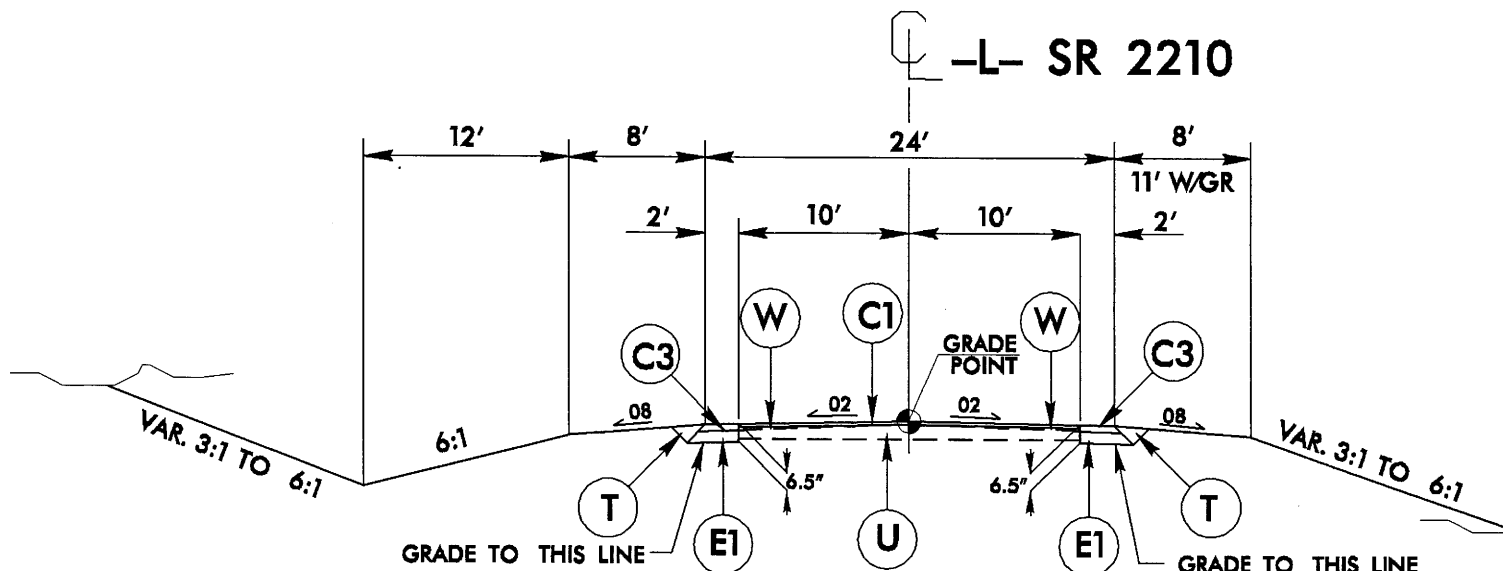 CL -L- SR 2210
12' 8' 24' 8'
11' W/GR
2' 10' 10' 2'
W C1 W
C3 GRADE POINT C3
08 02 02 08
VAR. 3:1 TO 6:1 6:1 VAR. 3:1 TO 6:1
6.5" 6.5"
T E1 U E1 T
GRADE TO THIS LINE GRADE TO THIS LINE